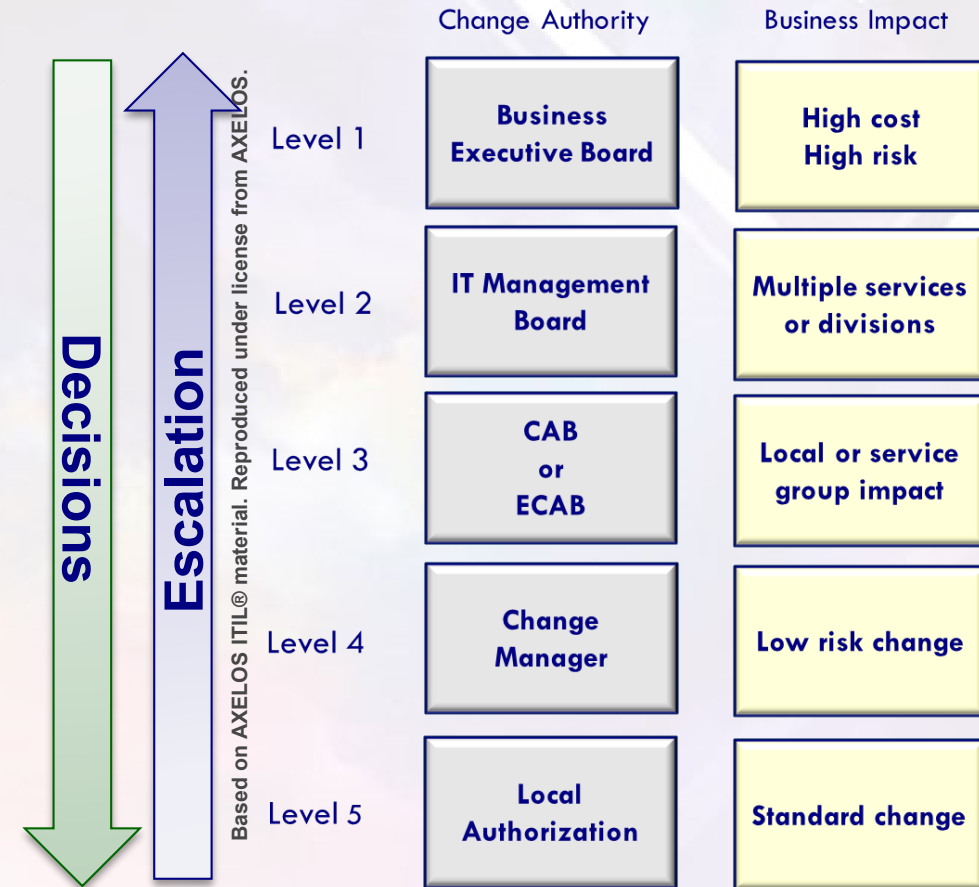 Change Authority
Business Impact
Decisions
Escalation
Based on AXELOS ITIL® material. Reproduced under license from AXELOS.
Level 1
Business
Executive Board
High cost
High risk
Level 2
IT Management
Board
Multiple services
or divisions
Level 3
CAB
or
ECAB
Local or service
group impact
Level 4
Change
Manager
Low risk change
Level 5
Local
Authorization
Standard change